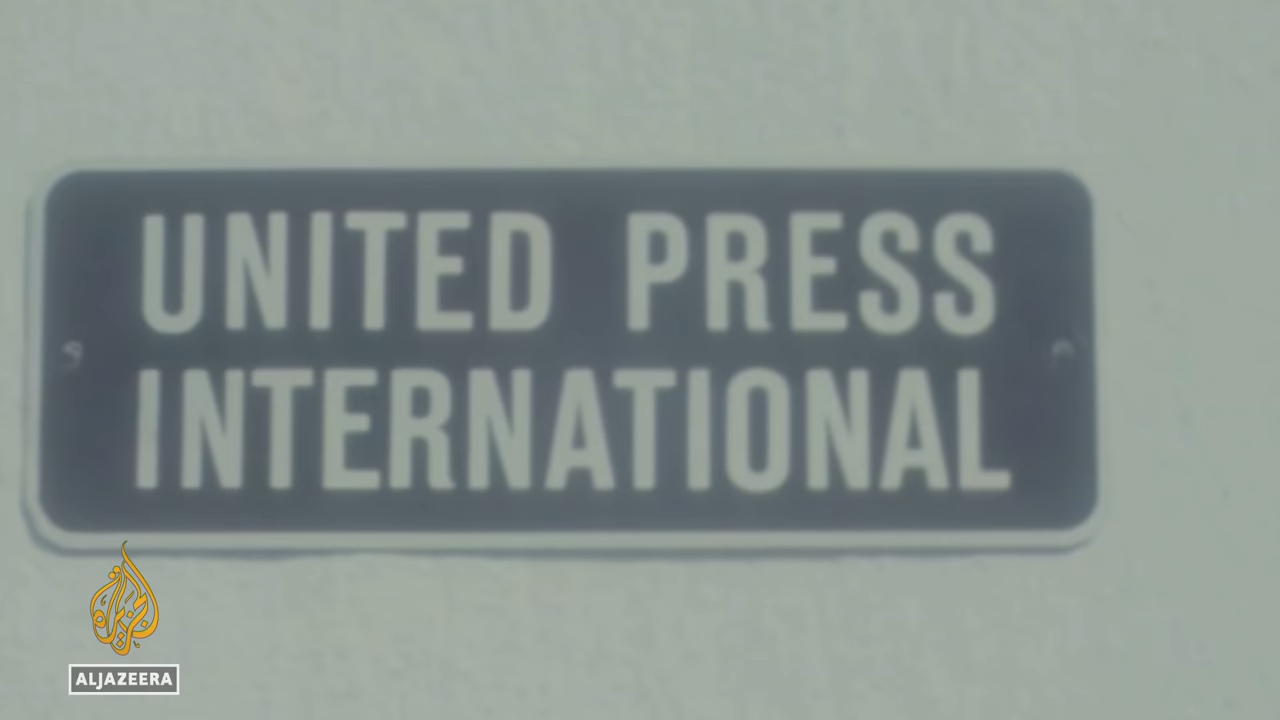 UNITED PRESS
INTERNATIONAL
الجزيرة
ALJAZEERA